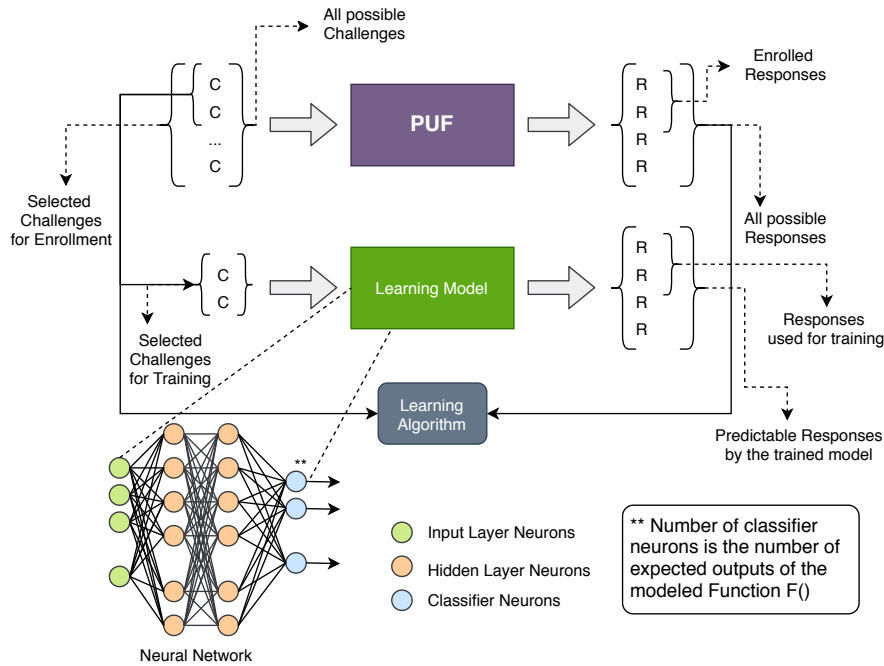 All possible
Challenges
Enrolled
Responses
C
C
...
C
PUF
R
R
R
R
Selected
Challenges
for Enrollment
All possible
Responses
C
C
Learning Model
R
R
R
R
Selected
Challenges
for Training
Responses
used for training
Learning
Algorithm
Predictable Responses
by the trained model
**
Input Layer Neurons
Hidden Layer Neurons
Classifier Neurons
** Number of classifier
neurons is the number of
expected outputs of the
modeled Function F()
Neural Network